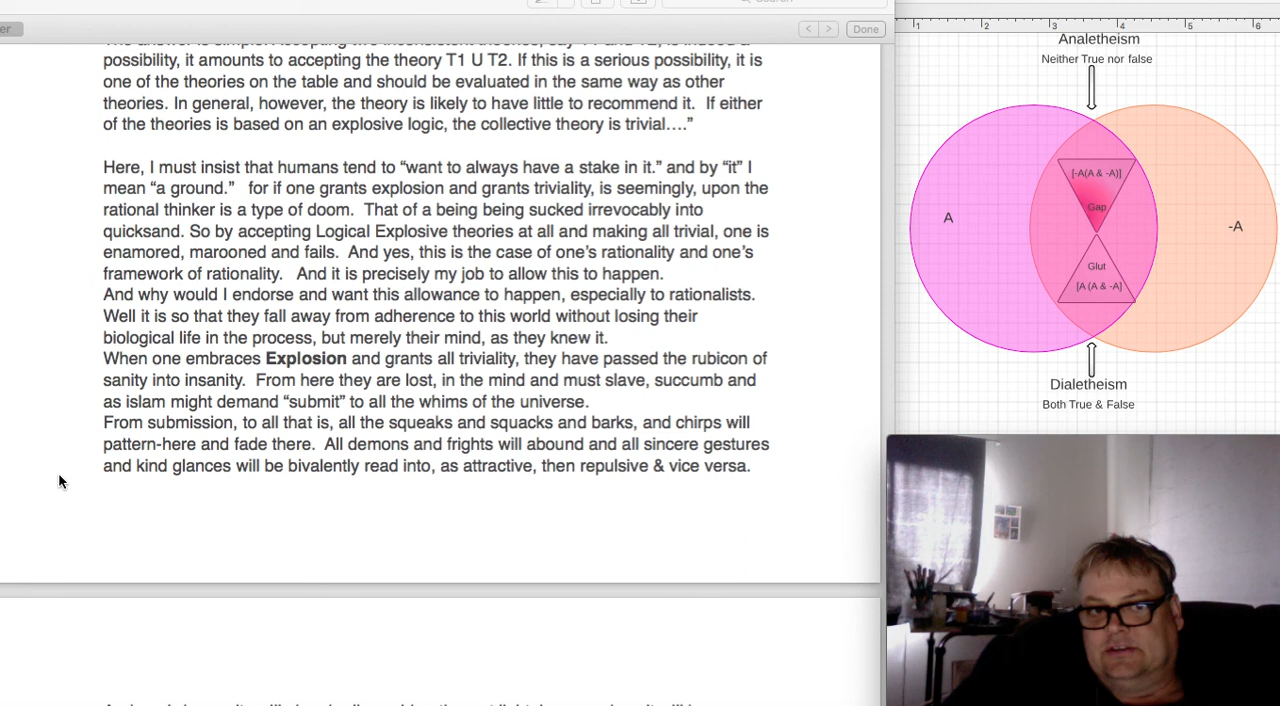 er
Search
Done
possibility, it amounts to accepting the theory T1 U T2. If this is a serious possibility, it is
one of the theories on the table and should be evaluated in the same way as other
theories. In general, however, the theory is likely to have little to recommend it.  If either
of the theories is based on an explosive logic, the collective theory is trivial….”
Here, I must insist that humans tend to “want to always have a stake in it.” and by “it” I
mean “a ground.”   for if one grants explosion and grants triviality, is seemingly, upon the
rational thinker is a type of doom.  That of a being being sucked irrevocably into
quicksand. So by accepting Logical Explosive theories at all and making all trivial, one is
enamored, marooned and fails.  And yes, this is the case of one’s rationality and one’s
framework of rationality.   And it is precisely my job to allow this to happen.
And why would I endorse and want this allowance to happen, especially to rationalists.
Well it is so that they fall away from adherence to this world without losing their
biological life in the process, but merely their mind, as they knew it.
When one embraces Explosion and grants all triviality, they have passed the rubicon of
sanity into insanity.  From here they are lost, in the mind and must slave, succumb and
as islam might demand “submit” to all the whims of the universe.
From submission, to all that is, all the squeaks and squacks and barks, and chirps will
pattern-here and fade there.  All demons and frights will abound and all sincere gestures
and kind glances will be bivalently read into, as attractive, then repulsive & vice versa.
1 2 3 4 5 6
Analetheism
Neither True nor false
[-A(A & -A)]
Gap
A
-A
Glut
[A (A & -A]
Dialetheism
Both True & False